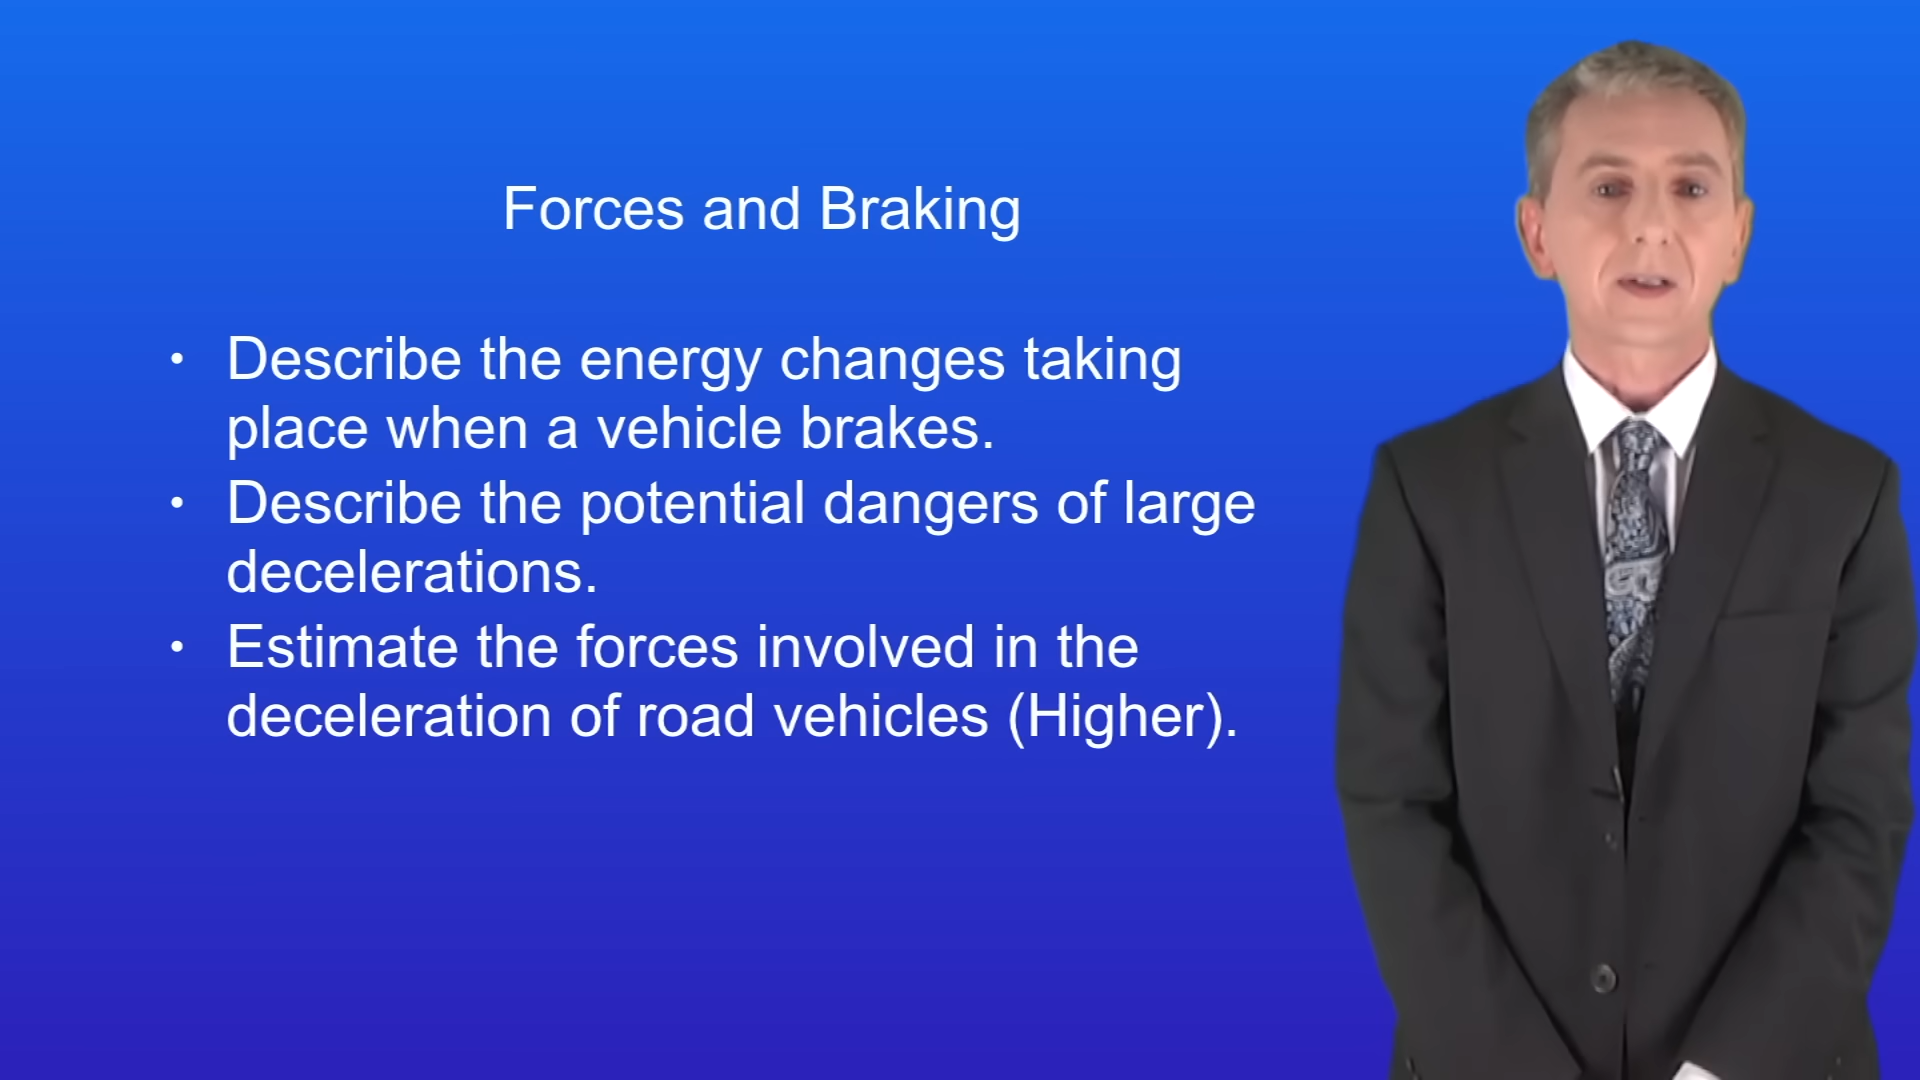 Forces and Braking
• Describe the energy changes taking
place when a vehicle brakes.
• Describe the potential dangers of large
decelerations.
• Estimate the forces involved in the
deceleration of road vehicles (Higher).